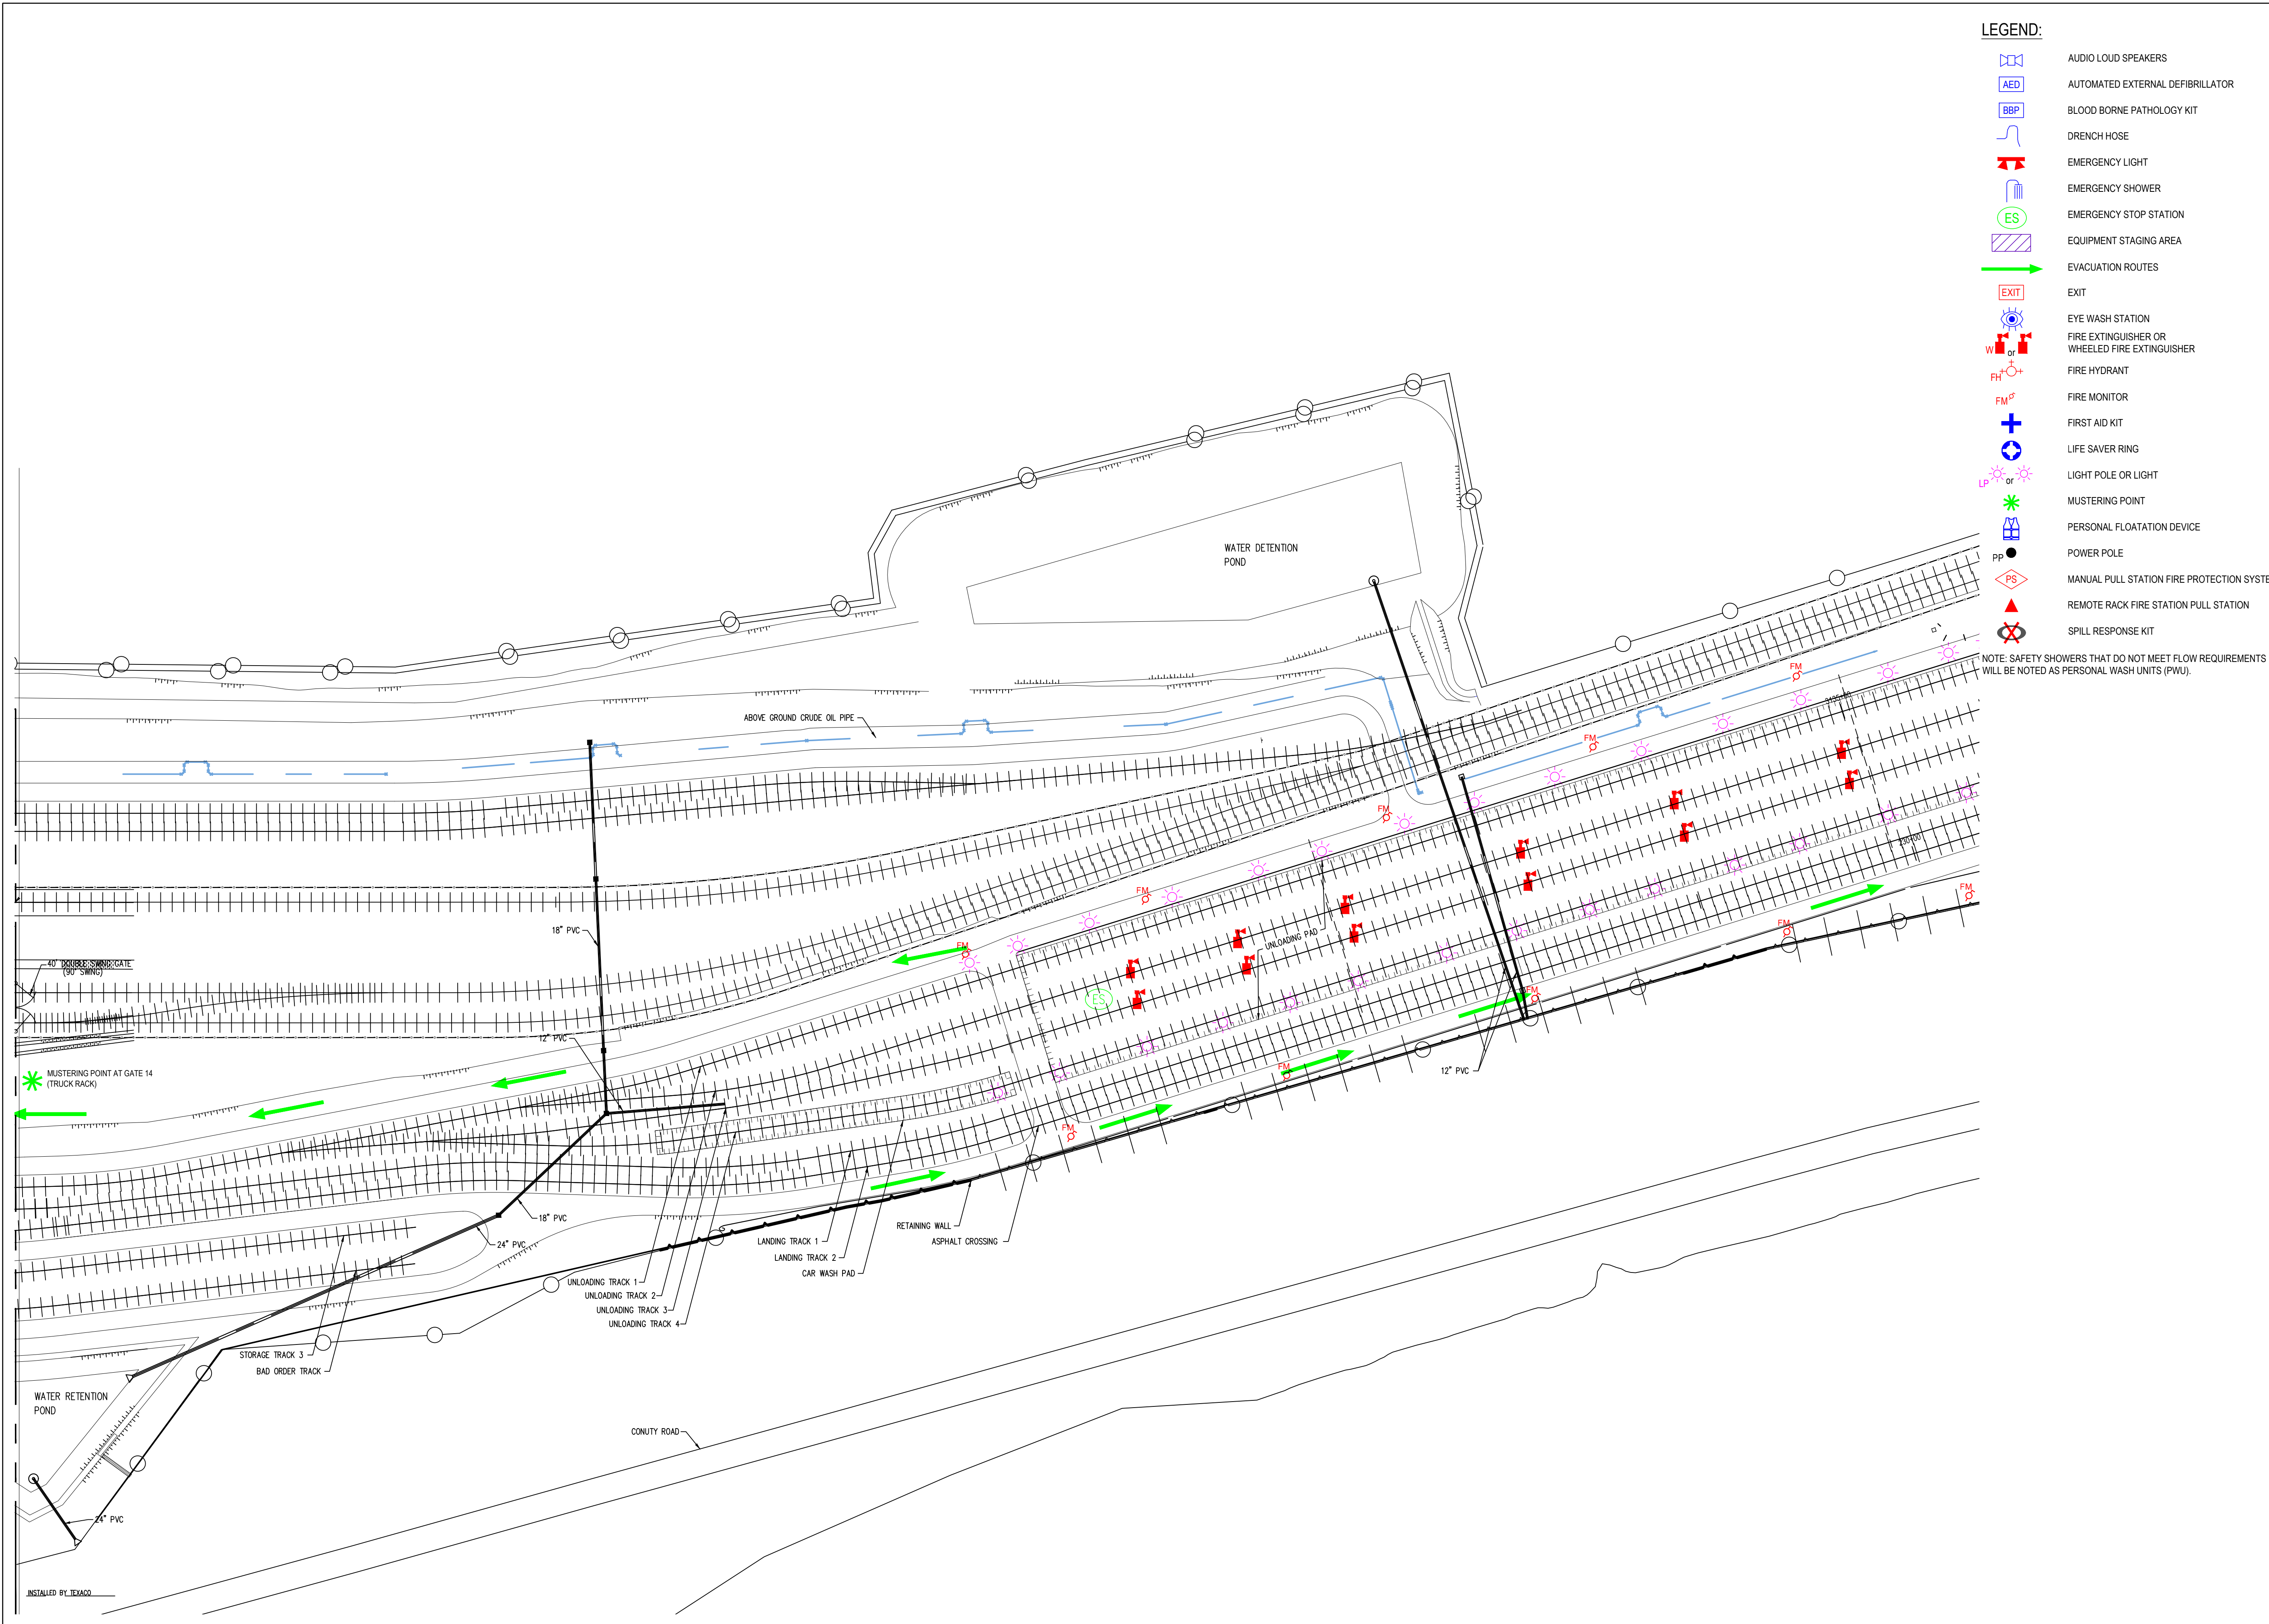 LEGEND:
AUDIO LOUD SPEAKERS
AED
AUTOMATED EXTERNAL DEFIBRILLATOR
BBP
BLOOD BORNE PATHOLOGY KIT
DRENCH HOSE
EMERGENCY LIGHT
EMERGENCY SHOWER
ES
EMERGENCY STOP STATION
EQUIPMENT STAGING AREA
EVACUATION ROUTES
EXIT
EXIT
EYE WASH STATION
W or
FIRE EXTINGUISHER OR
WHEELED FIRE EXTINGUISHER
FH
FIRE HYDRANT
FM
FIRE MONITOR
FIRST AID KIT
LIFE SAVER RING
LP or
LIGHT POLE OR LIGHT
MUSTERING POINT
PERSONAL FLOATATION DEVICE
PP
POWER POLE
PS
MANUAL PULL STATION FIRE PROTECTION SYSTE
REMOTE RACK FIRE STATION PULL STATION
SPILL RESPONSE KIT
NOTE: SAFETY SHOWERS THAT DO NOT MEET FLOW REQUIREMENTS
WILL BE NOTED AS PERSONAL WASH UNITS (PWU).
WATER DETENTION
POND
ABOVE GROUND CRUDE OIL PIPE
FM
FM
FM
FM
FM
FM
FM
FM
FM
FM
130+00
18" PVC
UNLOADING PAD
40' DOUBLE SWING GATE
(90' SWING)
ES
12" PVC
12" PVC
MUSTERING POINT AT GATE 14
(TRUCK RACK)
18" PVC
24" PVC
RETAINING WALL
ASPHALT CROSSING
LANDING TRACK 1
LANDING TRACK 2
CAR WASH PAD
UNLOADING TRACK 1
UNLOADING TRACK 2
UNLOADING TRACK 3
UNLOADING TRACK 4
STORAGE TRACK 3
BAD ORDER TRACK
WATER RETENTION
POND
CONUTY ROAD
24" PVC
INSTALLED BY TEXACO